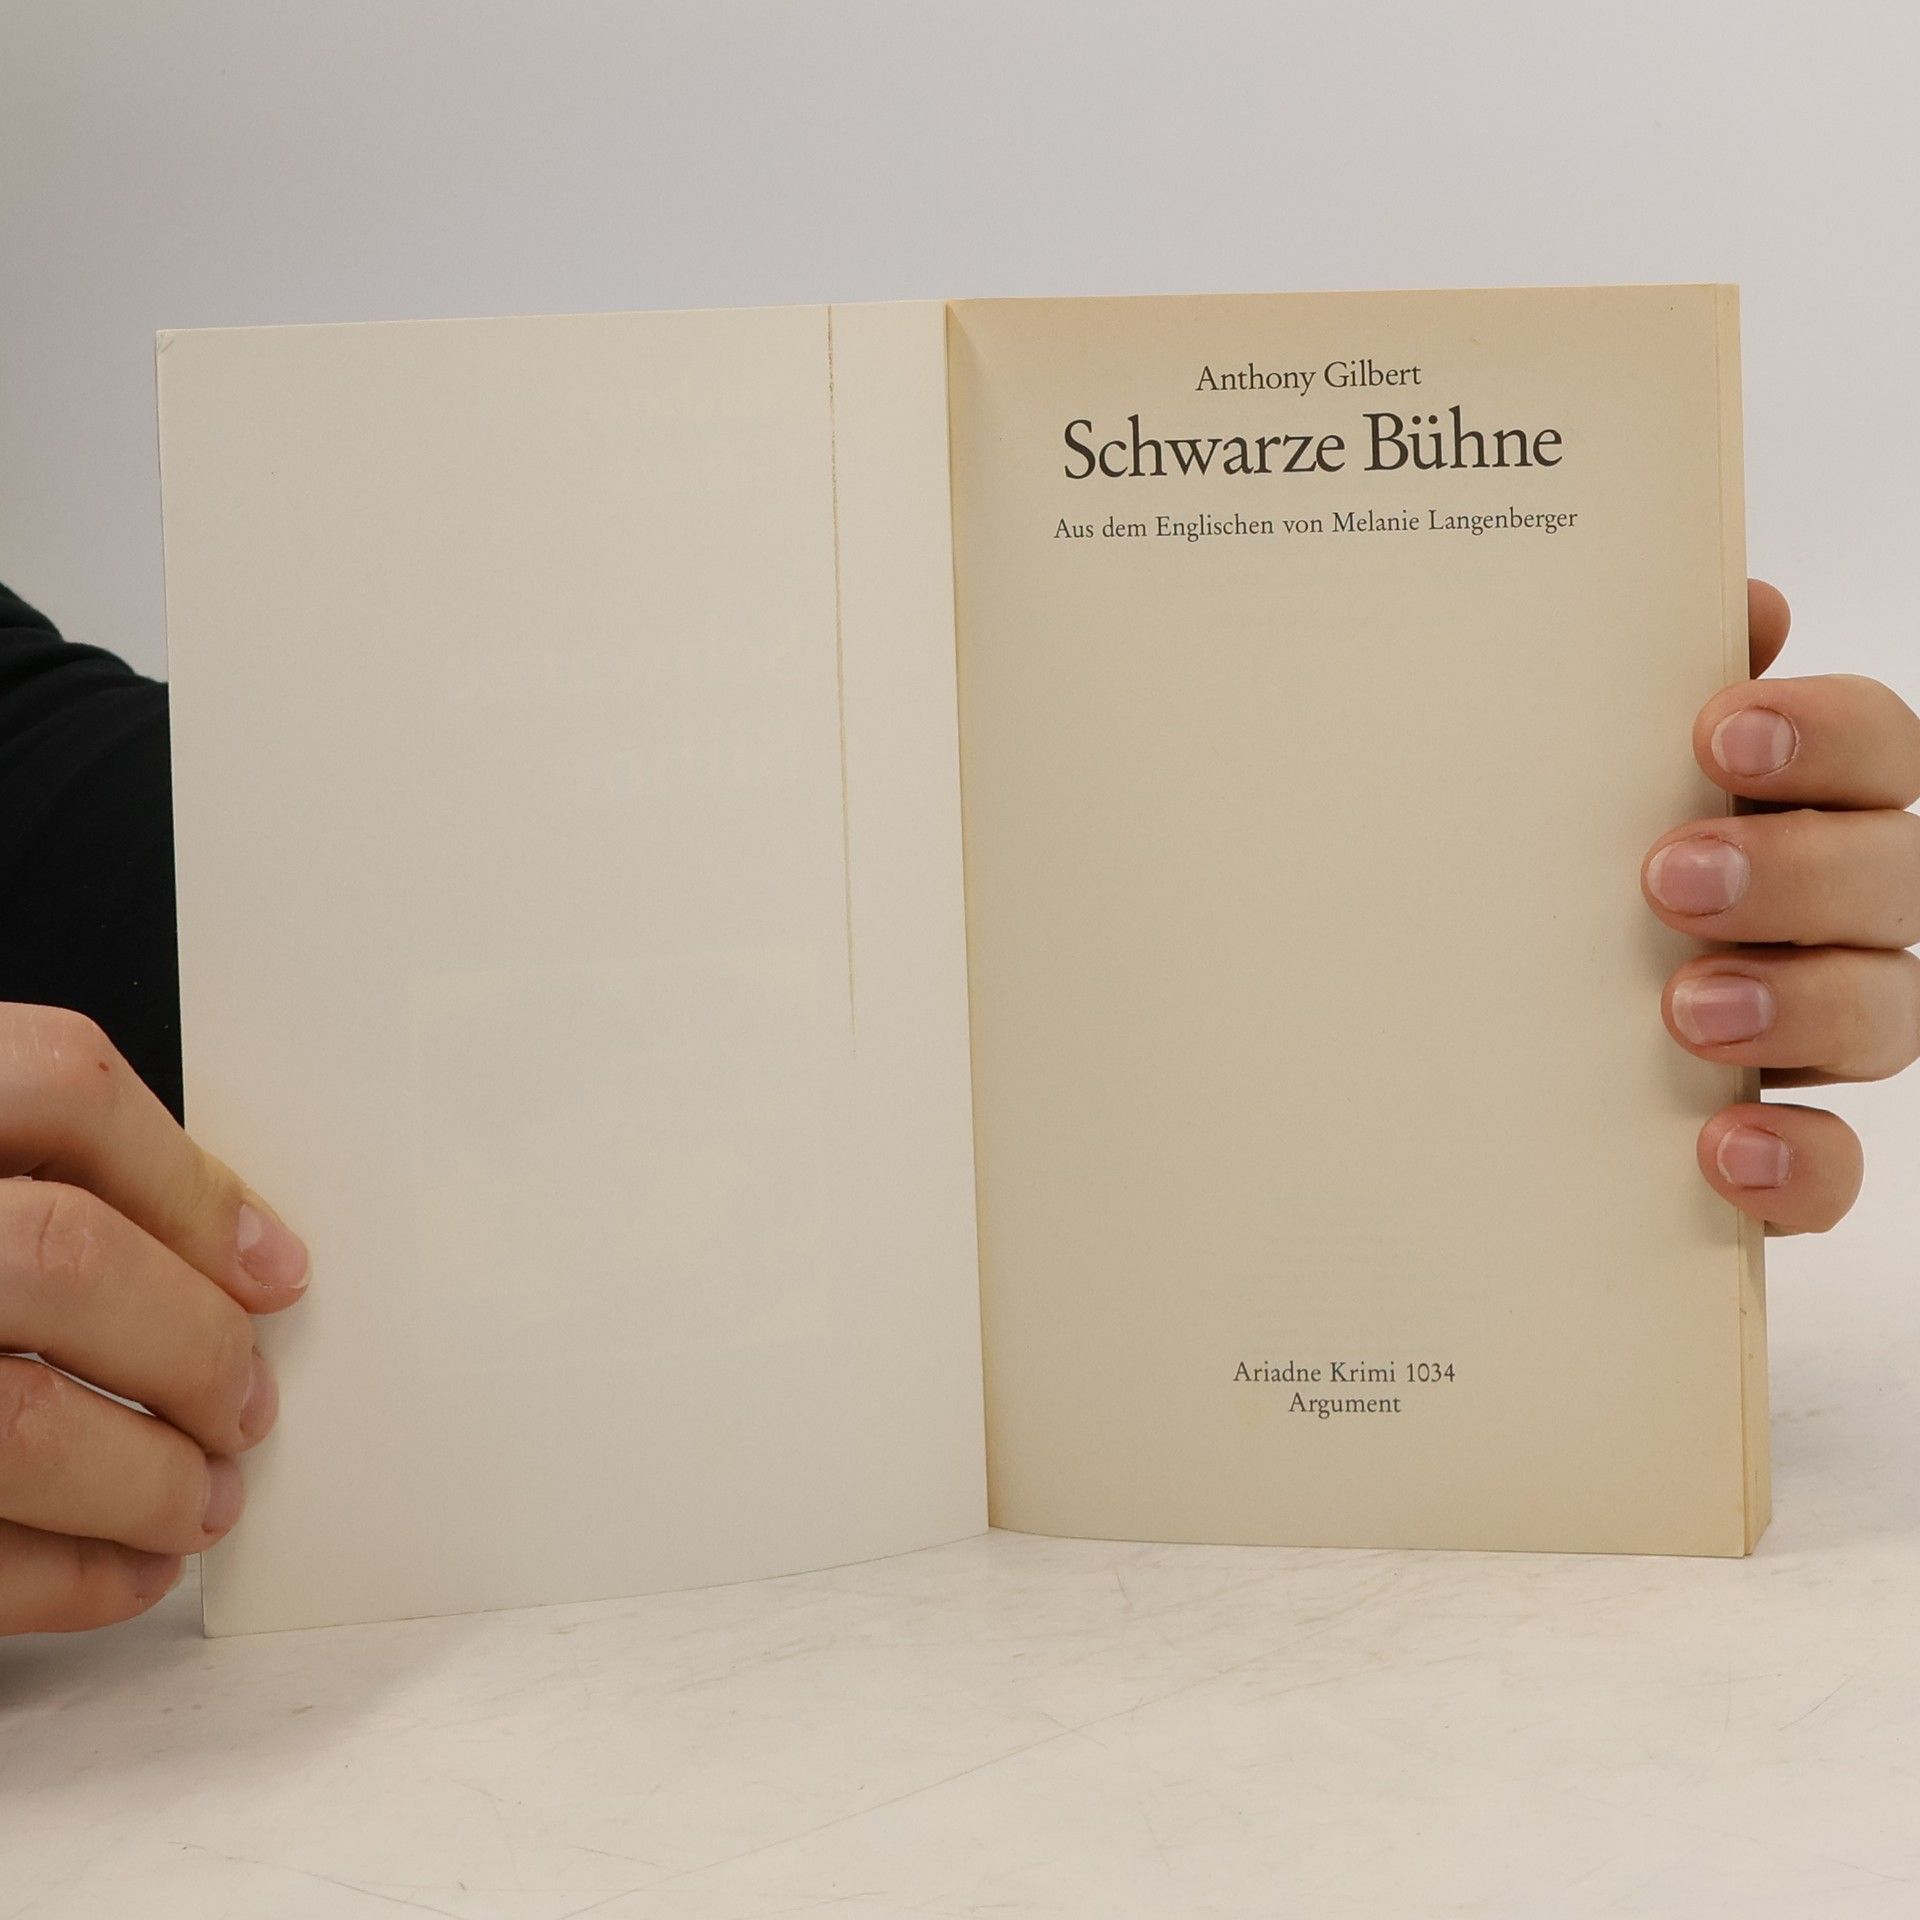 Anthony Gilbert
Schwarze Bühne
Aus dem Englischen von Melanie Langenberger
Ariadne Krimi 1034
Argument